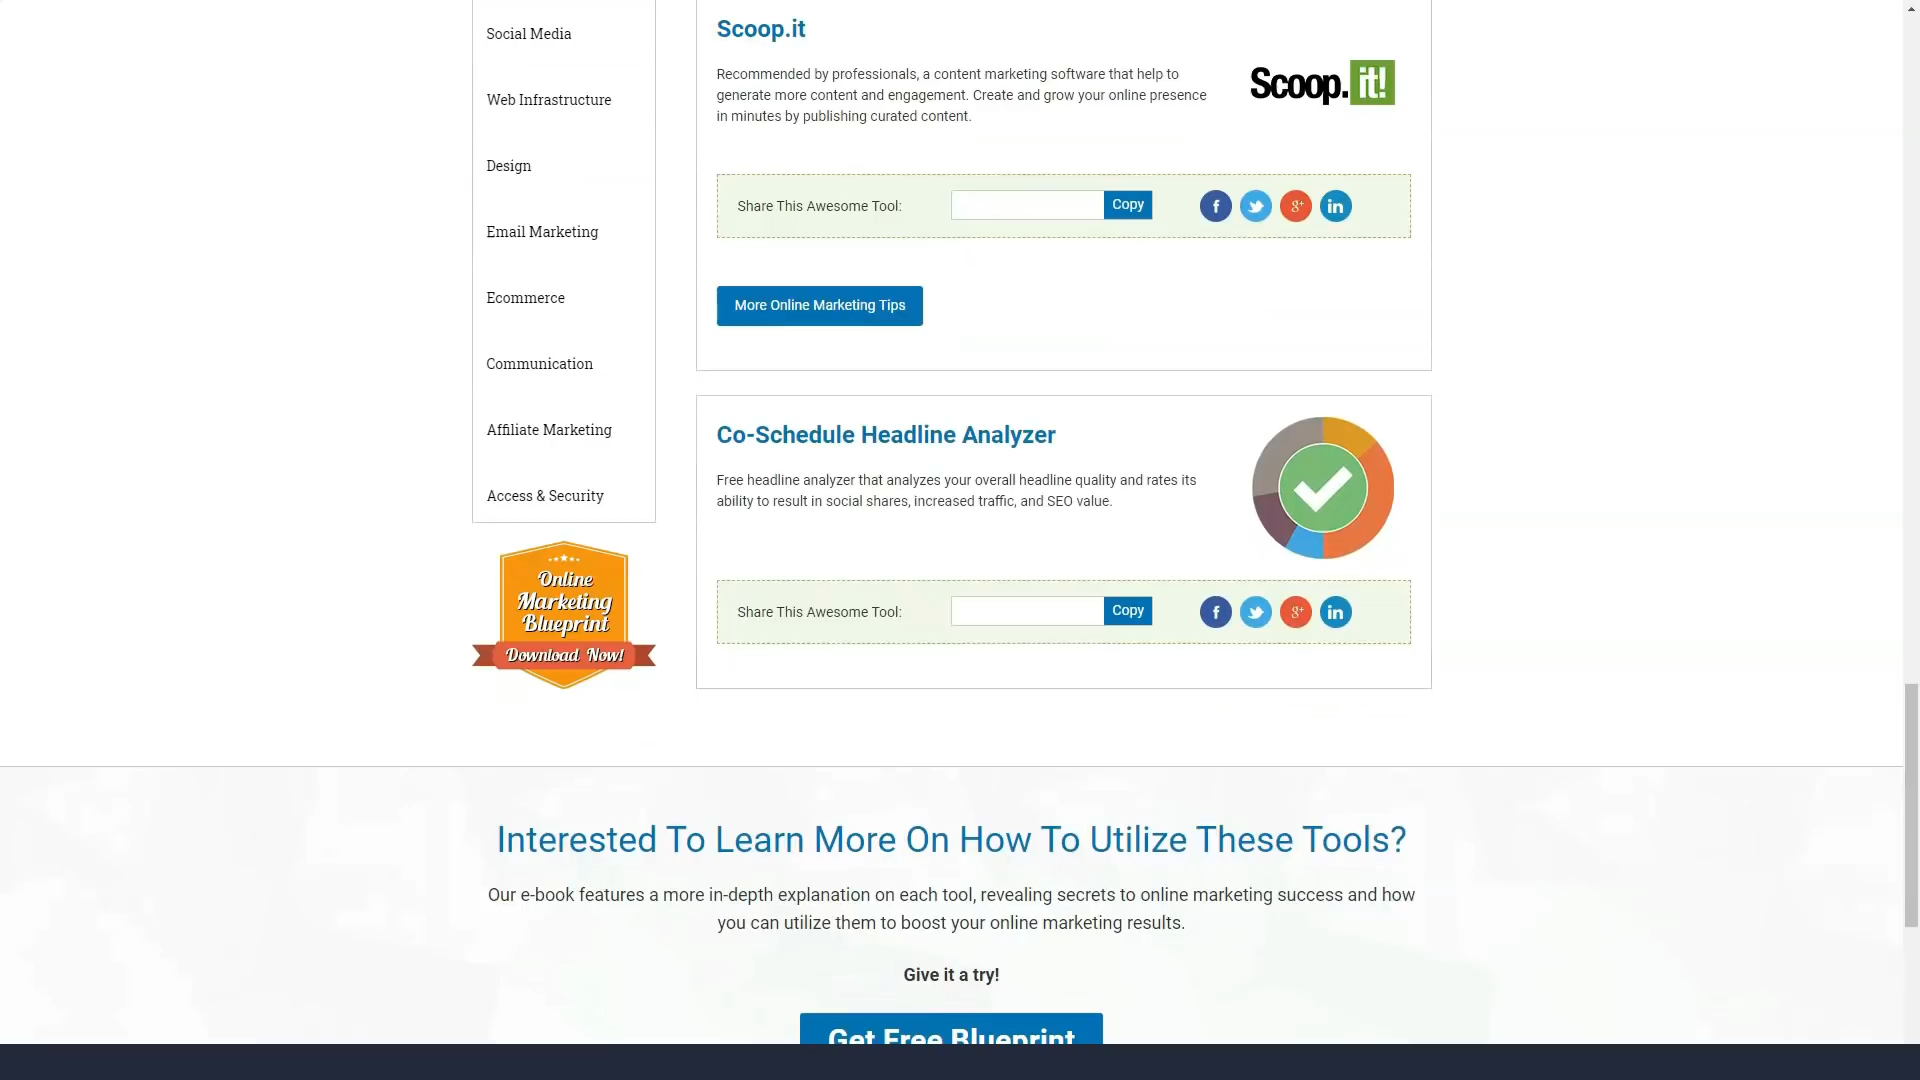 Social Media
Web Infrastructure
Design
Email Marketing
Ecommerce
Communication
Affiliate Marketing
Access & Security
Online
Marketing
Blueprint
Download Now!
Scoop.it
Recommended by professionals, a content marketing software that help to
generate more content and engagement. Create and grow your online presence
in minutes by publishing curated content.
Scoop.it!
Share This Awesome Tool:
Copy
f
g+
in
More Online Marketing Tips
Co-Schedule Headline Analyzer
Free headline analyzer that analyzes your overall headline quality and rates its
ability to result in social shares, increased traffic, and SEO value.
Share This Awesome Tool:
Copy
f
g+
in
Interested To Learn More On How To Utilize These Tools?
Our e-book features a more in-depth explanation on each tool, revealing secrets to online marketing success and how
you can utilize them to boost your online marketing results.
Give it a try!
Get Free Blueprint